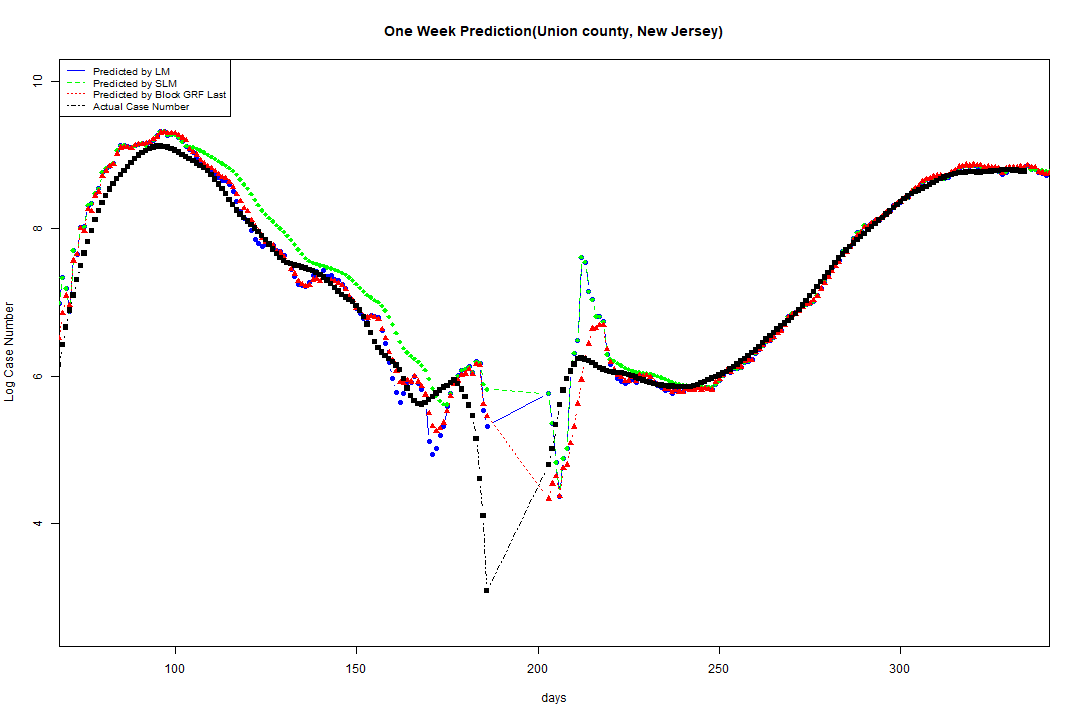 One Week Prediction(Union county, New Jersey)
Predicted by LM
Predicted by SLM
Predicted by Block GRF Last
Actual Case Number
Log Case Number
10
8
6
4
100 150 200 250 300
days